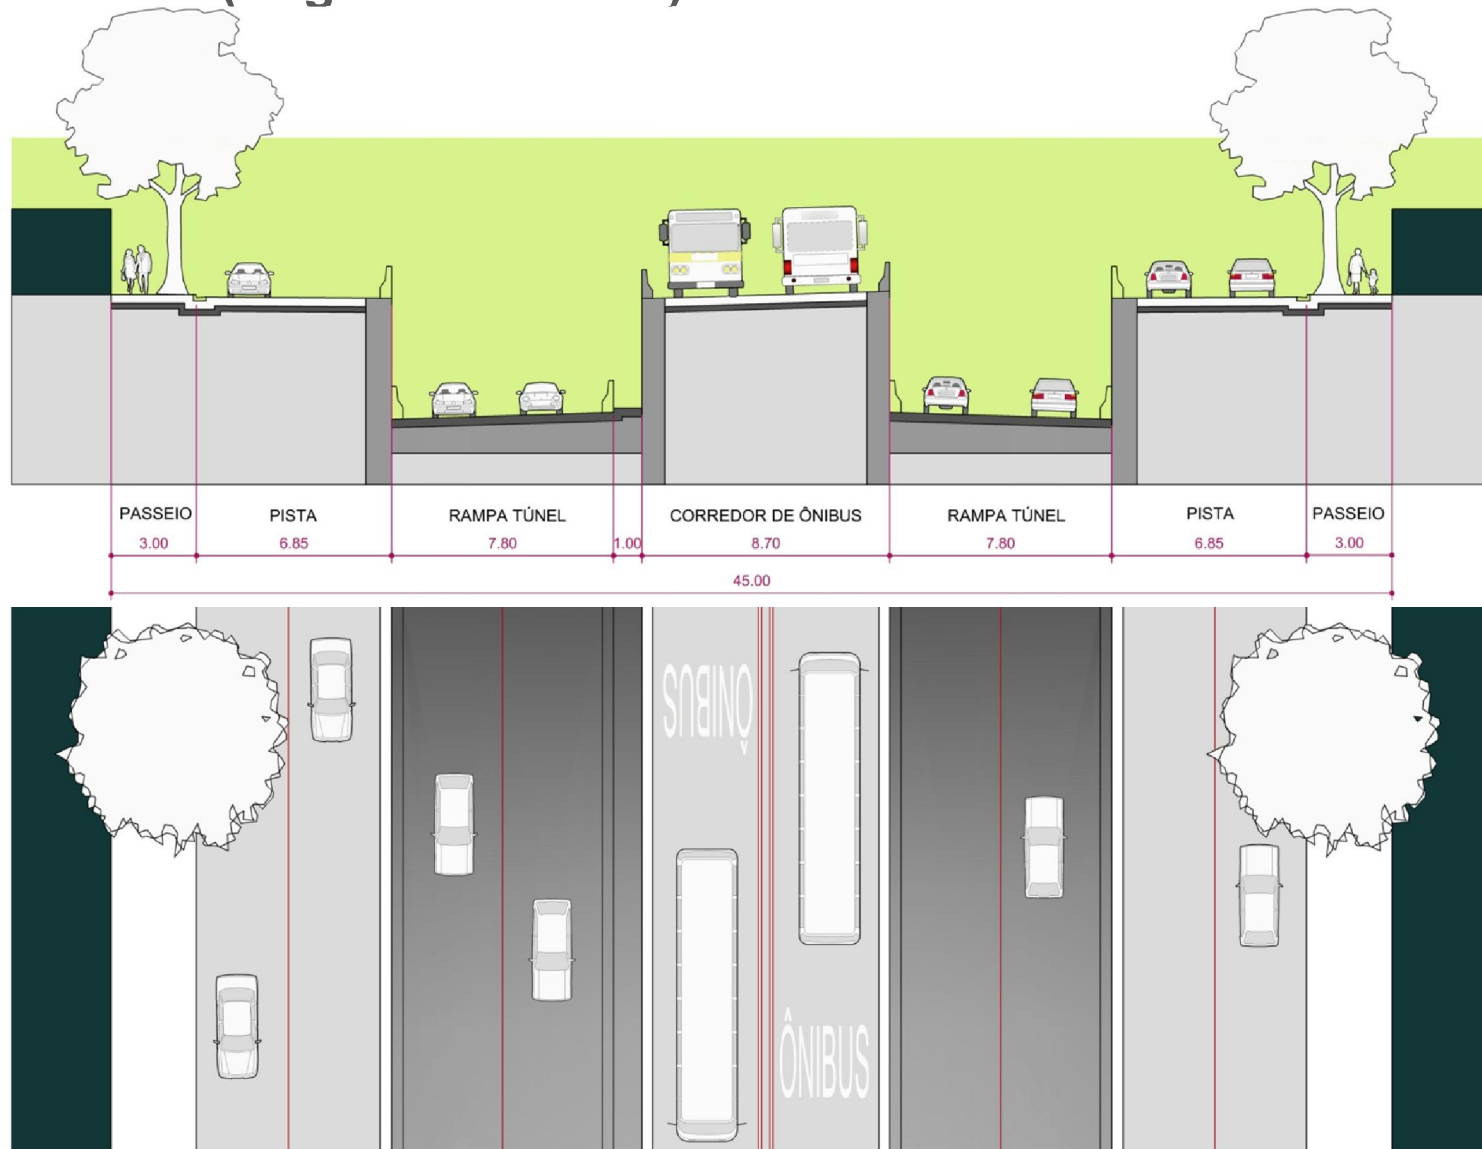 PASSEIO PISTA RAMPA TÚNEL CORREDOR DE ÔNIBUS RAMPA TÚNEL PISTA PASSEIO
3.00 6.85 7.80 1.00 8.70 7.80 6.85 3.00
45.00
ÔNIBUS
ÔNIBUS